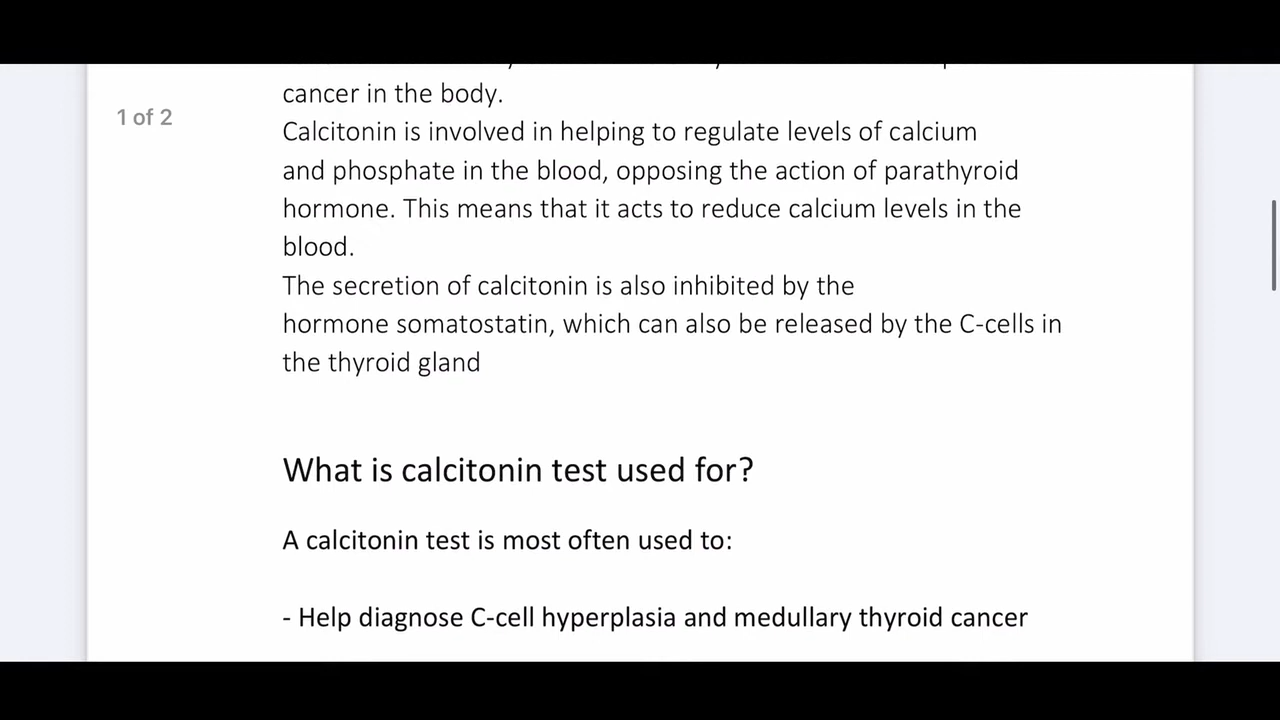 cancer in the body.
1 of 2
Calcitonin is involved in helping to regulate levels of calcium
and phosphate in the blood, opposing the action of parathyroid
hormone. This means that it acts to reduce calcium levels in the
blood.
The secretion of calcitonin is also inhibited by the
hormone somatostatin, which can also be released by the C-cells in
the thyroid gland
What is calcitonin test used for?
A calcitonin test is most often used to:
- Help diagnose C-cell hyperplasia and medullary thyroid cancer